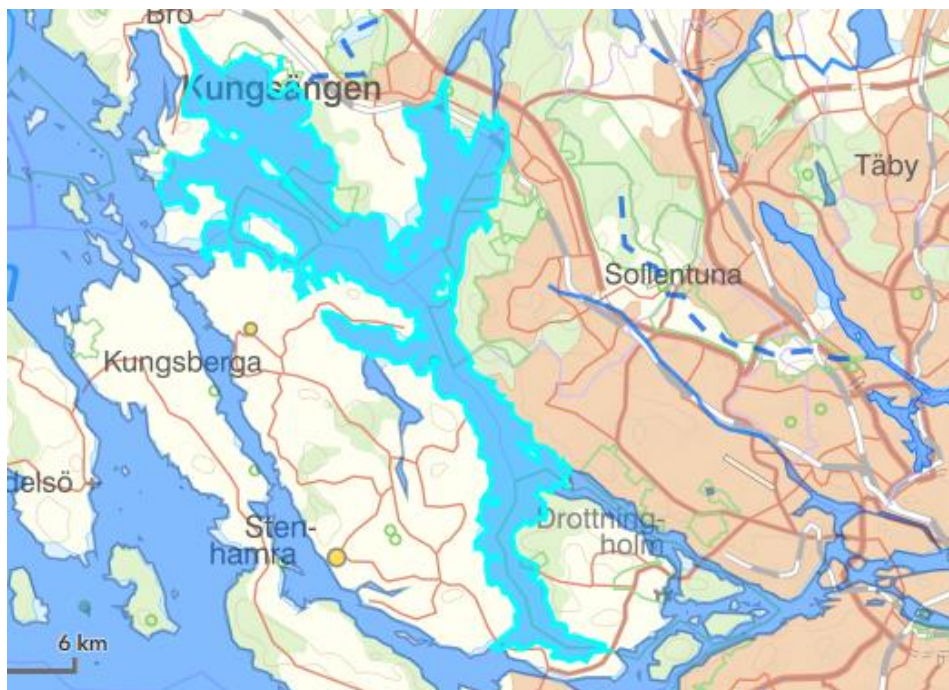 Bro
Kungsängen
Täby
Sollentuna
Kungsberga
delsö
Sten-
hamra
Drottning-
holm
6 km